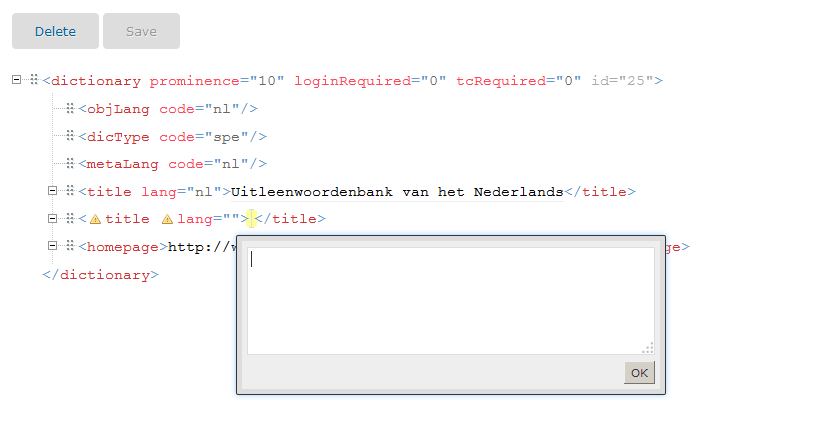 Delete Save
<dictionary prominence="10" loginRequired="0" tcRequired="0" id="25">
<objLang code="nl"/>
<dicType code="spe"/>
<metaLang code="nl"/>
<title lang="nl">Uitleenwoordenbank van het Nederlands</title>
<title lang=""> </title>
<homepage>http://w ge>
</dictionary>
OK